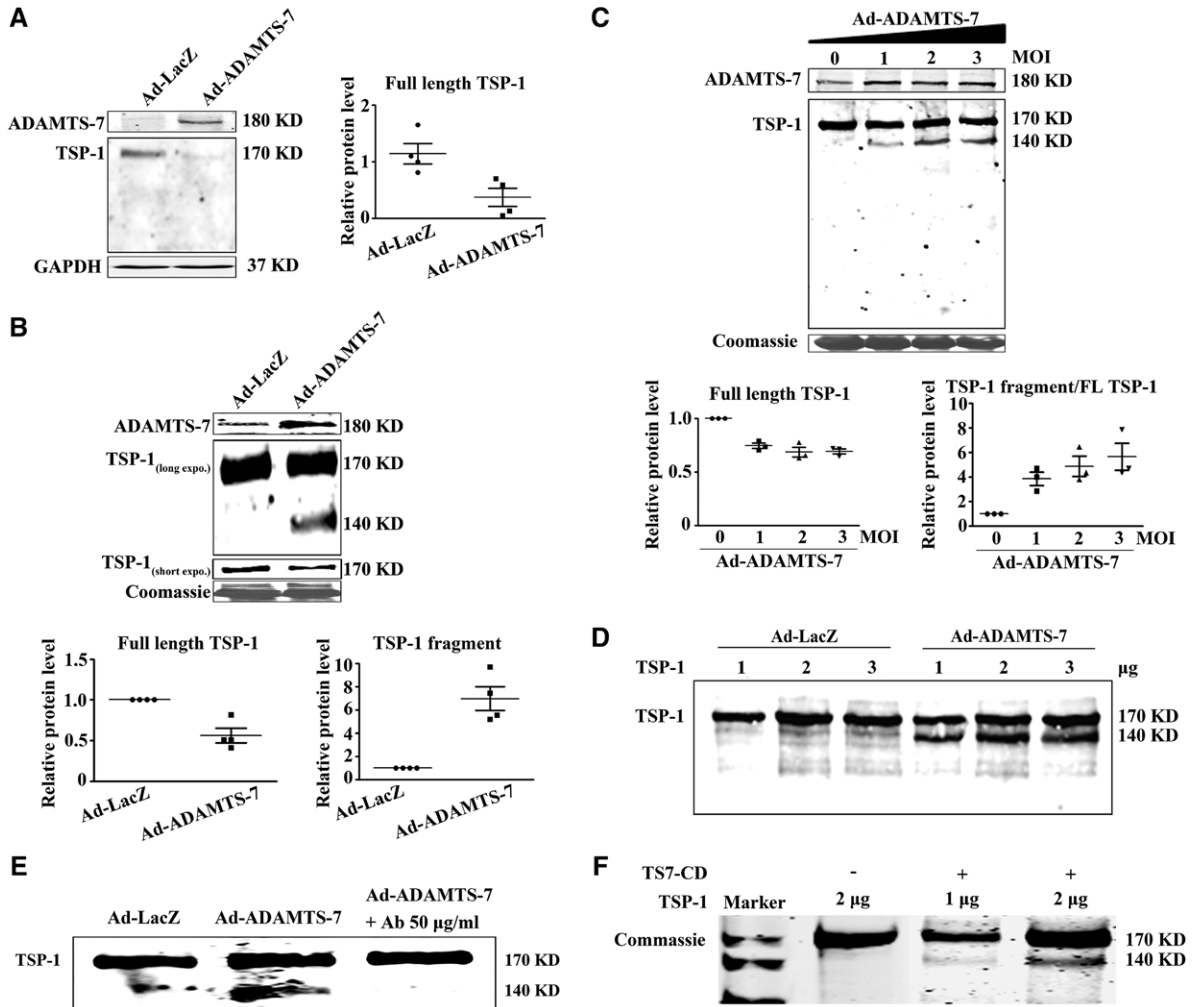 A
Ad-LacZ
Ad-ADAMTS-7
ADAMTS-7
180 KD
TSP-1
170 KD
GAPDH
37 KD
Full length TSP-1
Relative protein level
2
1
0
Ad-LacZ
Ad-ADAMTS-7
B
Ad-LacZ
Ad-ADAMTS-7
ADAMTS-7
180 KD
TSP-1(long expo.)
170 KD
140 KD
TSP-1(short expo.)
170 KD
Coomassie
Full length TSP-1
Relative protein level
1.5
1.0
0.5
0
Ad-LacZ
Ad-ADAMTS-7
TSP-1 fragment
Relative protein level
10
8
6
4
2
0
Ad-LacZ
Ad-ADAMTS-7
C
Ad-ADAMTS-7
0 1 2 3 MOI
ADAMTS-7
180 KD
TSP-1
170 KD
140 KD
Coomassie
Full length TSP-1
Relative protein level
1.0
0.5
0
0 1 2 3 MOI
Ad-ADAMTS-7
TSP-1 fragment/FL TSP-1
Relative protein level
10
8
6
4
2
0
0 1 2 3 MOI
Ad-ADAMTS-7
D
Ad-LacZ Ad-ADAMTS-7
TSP-1 1 2 3 1 2 3 µg
TSP-1
170 KD
140 KD
E
Ad-LacZ
Ad-ADAMTS-7
Ad-ADAMTS-7
+ Ab 50 µg/ml
TSP-1
170 KD
140 KD
F
TS7-CD - + +
TSP-1 Marker 2 µg 1 µg 2 µg
Commassie
170 KD
140 KD